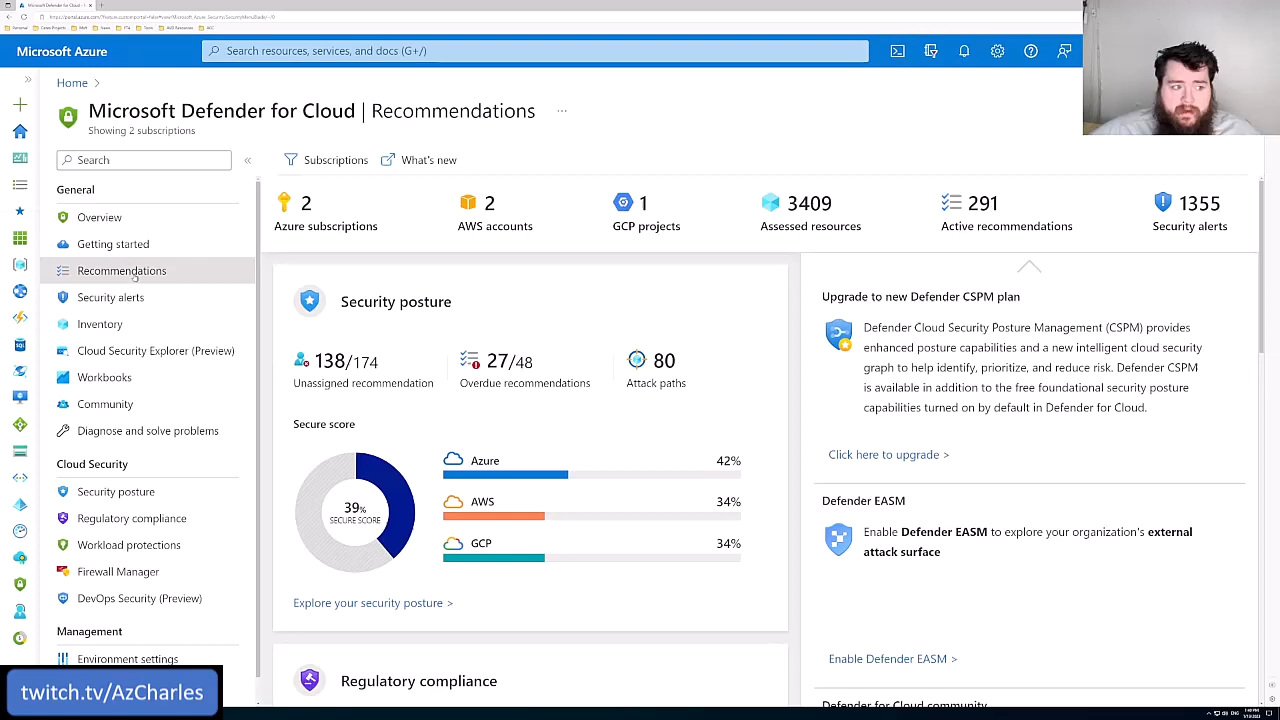 Microsoft Defender for Cloud - M
Microsoft Azure
Search resources, services, and docs (G+/)
Home
Microsoft Defender for Cloud | Recommendations
Showing 2 subscriptions
Search
Subscriptions
What's new
General
Overview
Getting started
Recommendations
Security alerts
Inventory
Cloud Security Explorer (Preview)
Workbooks
Community
Diagnose and solve problems
Cloud Security
Security posture
Regulatory compliance
Workload protections
Firewall Manager
DevOps Security (Preview)
Management
Environment settings
2
Azure subscriptions
2
AWS accounts
1
GCP projects
3409
Assessed resources
291
Active recommendations
1355
Security alerts
Security posture
138/174
Unassigned recommendation
27/48
Overdue recommendations
80
Attack paths
Secure score
39%
SECURE SCORE
Azure 42%
AWS 34%
GCP 34%
Explore your security posture >
Regulatory compliance
Upgrade to new Defender CSPM plan
Defender Cloud Security Posture Management (CSPM) provides
enhanced posture capabilities and a new intelligent cloud security
graph to help identify, prioritize, and reduce risk. Defender CSPM
is available in addition to the free foundational security posture
capabilities turned on by default in Defender for Cloud.
Click here to upgrade >
Defender EASM
Enable Defender EASM to explore your organization's external
attack surface
Enable Defender EASM >
Defender for Cloud community
twitch.tv/AzCharles